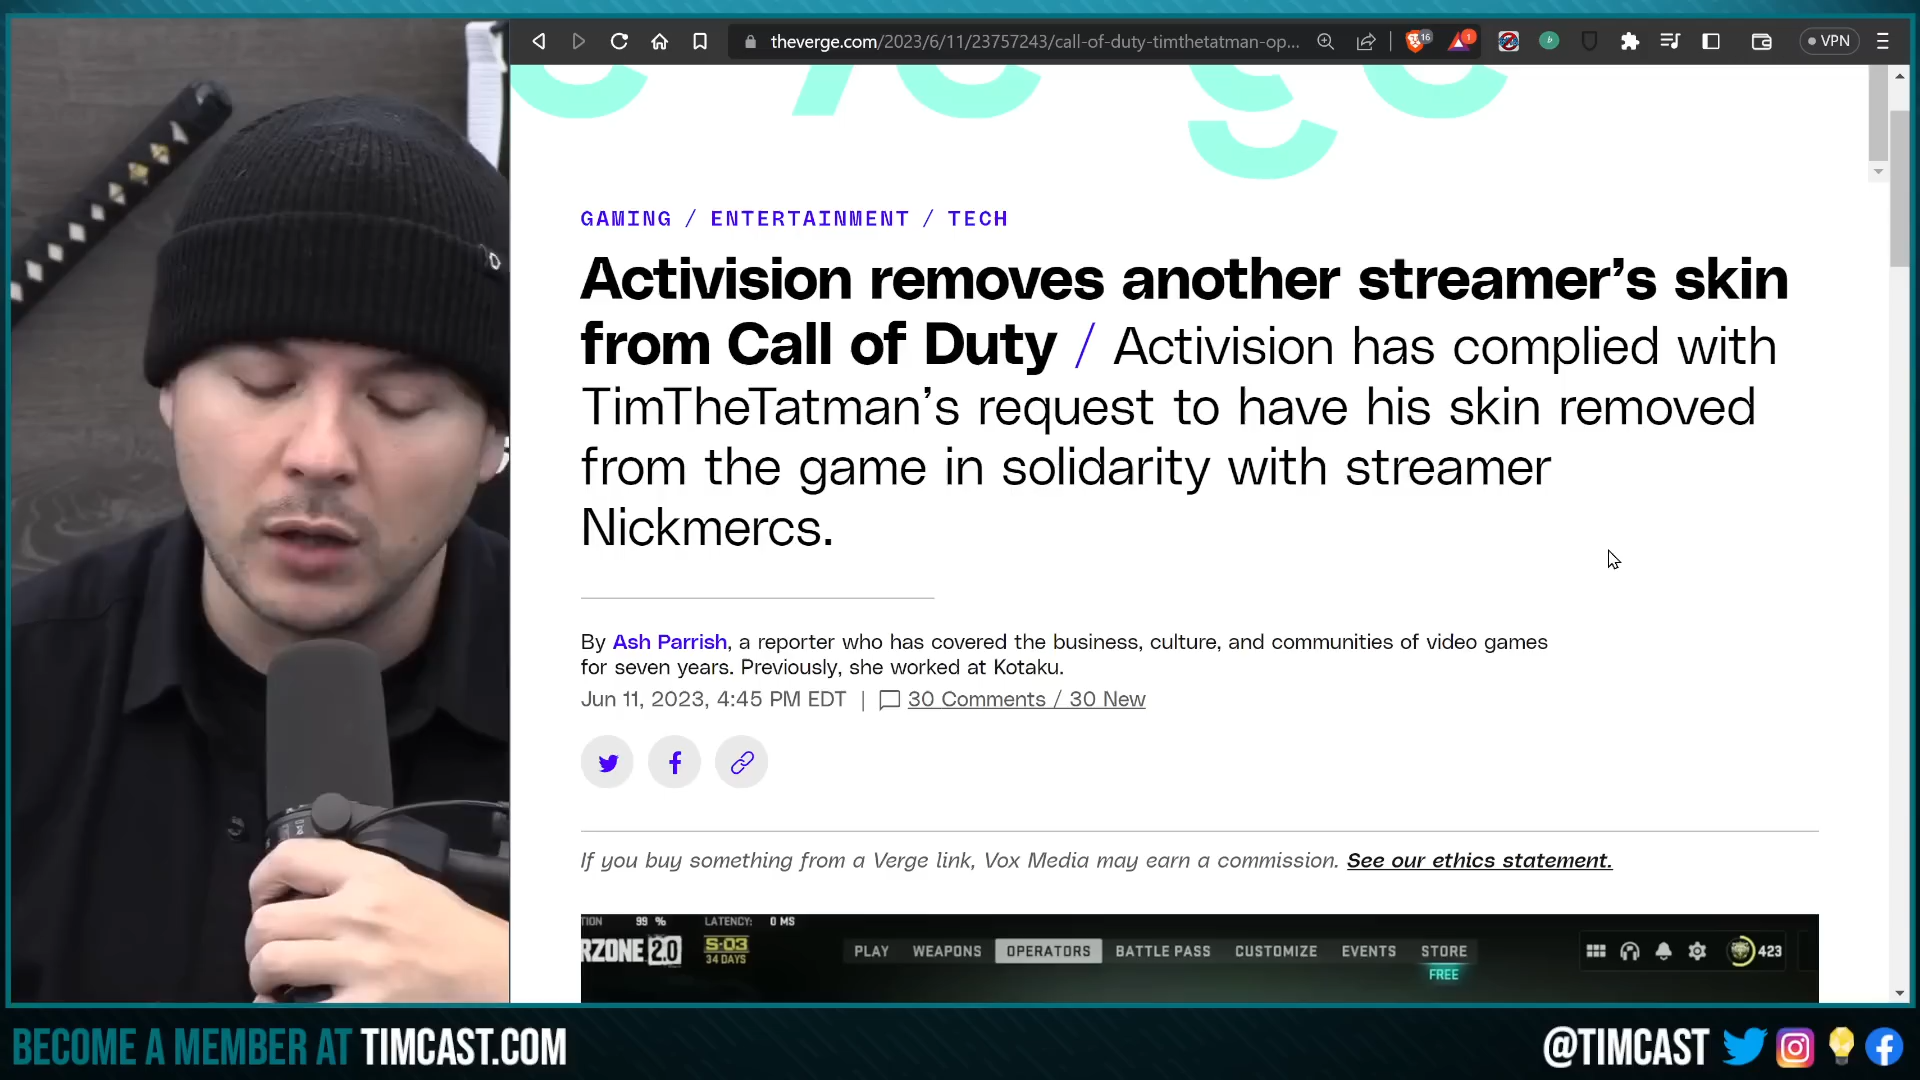 theverge.com/2023/6/11/23757243/call-of-duty-timthetatman-op...
16
1
VPN
GAMING / ENTERTAINMENT / TECH
Activision removes another streamer's skin
from Call of Duty / Activision has complied with
TimTheTatman's request to have his skin removed
from the game in solidarity with streamer
Nickmercs.
By Ash Parrish, a reporter who has covered the business, culture, and communities of video games
for seven years. Previously, she worked at Kotaku.
Jun 11, 2023, 4:45 PM EDT | 30 Comments / 30 New
If you buy something from a Verge link, Vox Media may earn a commission. See our ethics statement.
TION 99 % LATENCY: 0 MS
RZONE 2.0 S-03 PLAY WEAPONS OPERATORS BATTLE PASS CUSTOMIZE EVENTS STORE 423
34 DAYS
FREE
BECOME A MEMBER AT TIMCAST.COM
@TIMCAST